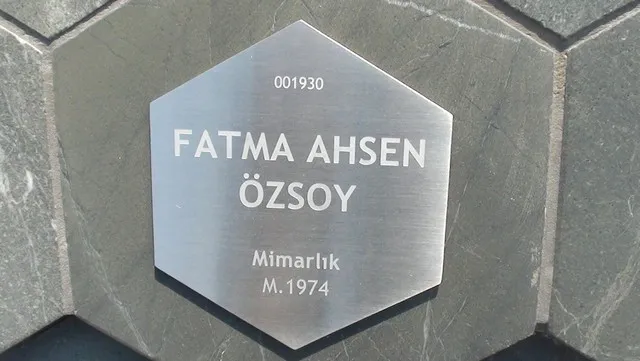 001930
FATMA AHSEN
ÖZSOY
Mimarlık
M.1974